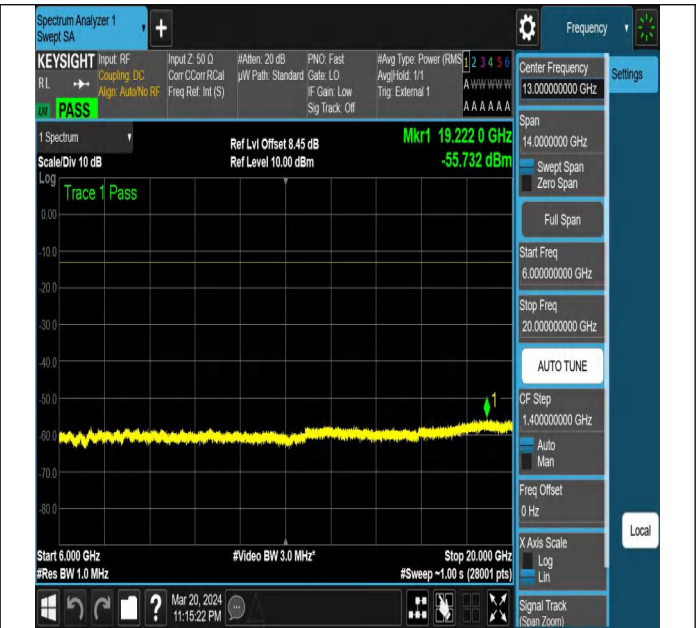 Spectrum Analyzer 1
Swept SA
+
Frequency
KEYSIGHT
RL
PASS
Input: RF
Coupling: DC
Align: Auto/No RF
Input Z: 50 Ω
Corr CCorr RCal
Freq Ref: Int (S)
#Atten: 20 dB
µW Path: Standard
PNO: Fast
Gate: LO
IF Gain: Low
Sig Track: Off
#Avg Type: Power (RMS)
Avg|Hold: 1/1
Trig: External 1
1 2 3 4 5 6
A W W W W W
A A A A A A
1 Spectrum
Scale/Div 10 dB
Ref Lvl Offset 8.45 dB
Ref Level 10.00 dBm
Mkr1 19.222 0 GHz
-55.732 dBm
Log
Trace 1 Pass
0.00
-10.0
-20.0
-30.0
-40.0
-50.0
-60.0
-70.0
-80.0
1
Start 6.000 GHz
#Res BW 1.0 MHz
#Video BW 3.0 MHz*
Stop 20.000 GHz
#Sweep ~1.00 s (28001 pts)
Mar 20, 2024
11:15:22 PM
?
Center Frequency
13.000000000 GHz
Settings
Span
14.0000000 GHz
Swept Span
Zero Span
Full Span
Start Freq
6.000000000 GHz
Stop Freq
20.000000000 GHz
AUTO TUNE
CF Step
1.400000000 GHz
Auto
Man
Freq Offset
0 Hz
X Axis Scale
Log
Lin
Local
Signal Track
(Span Zoom)